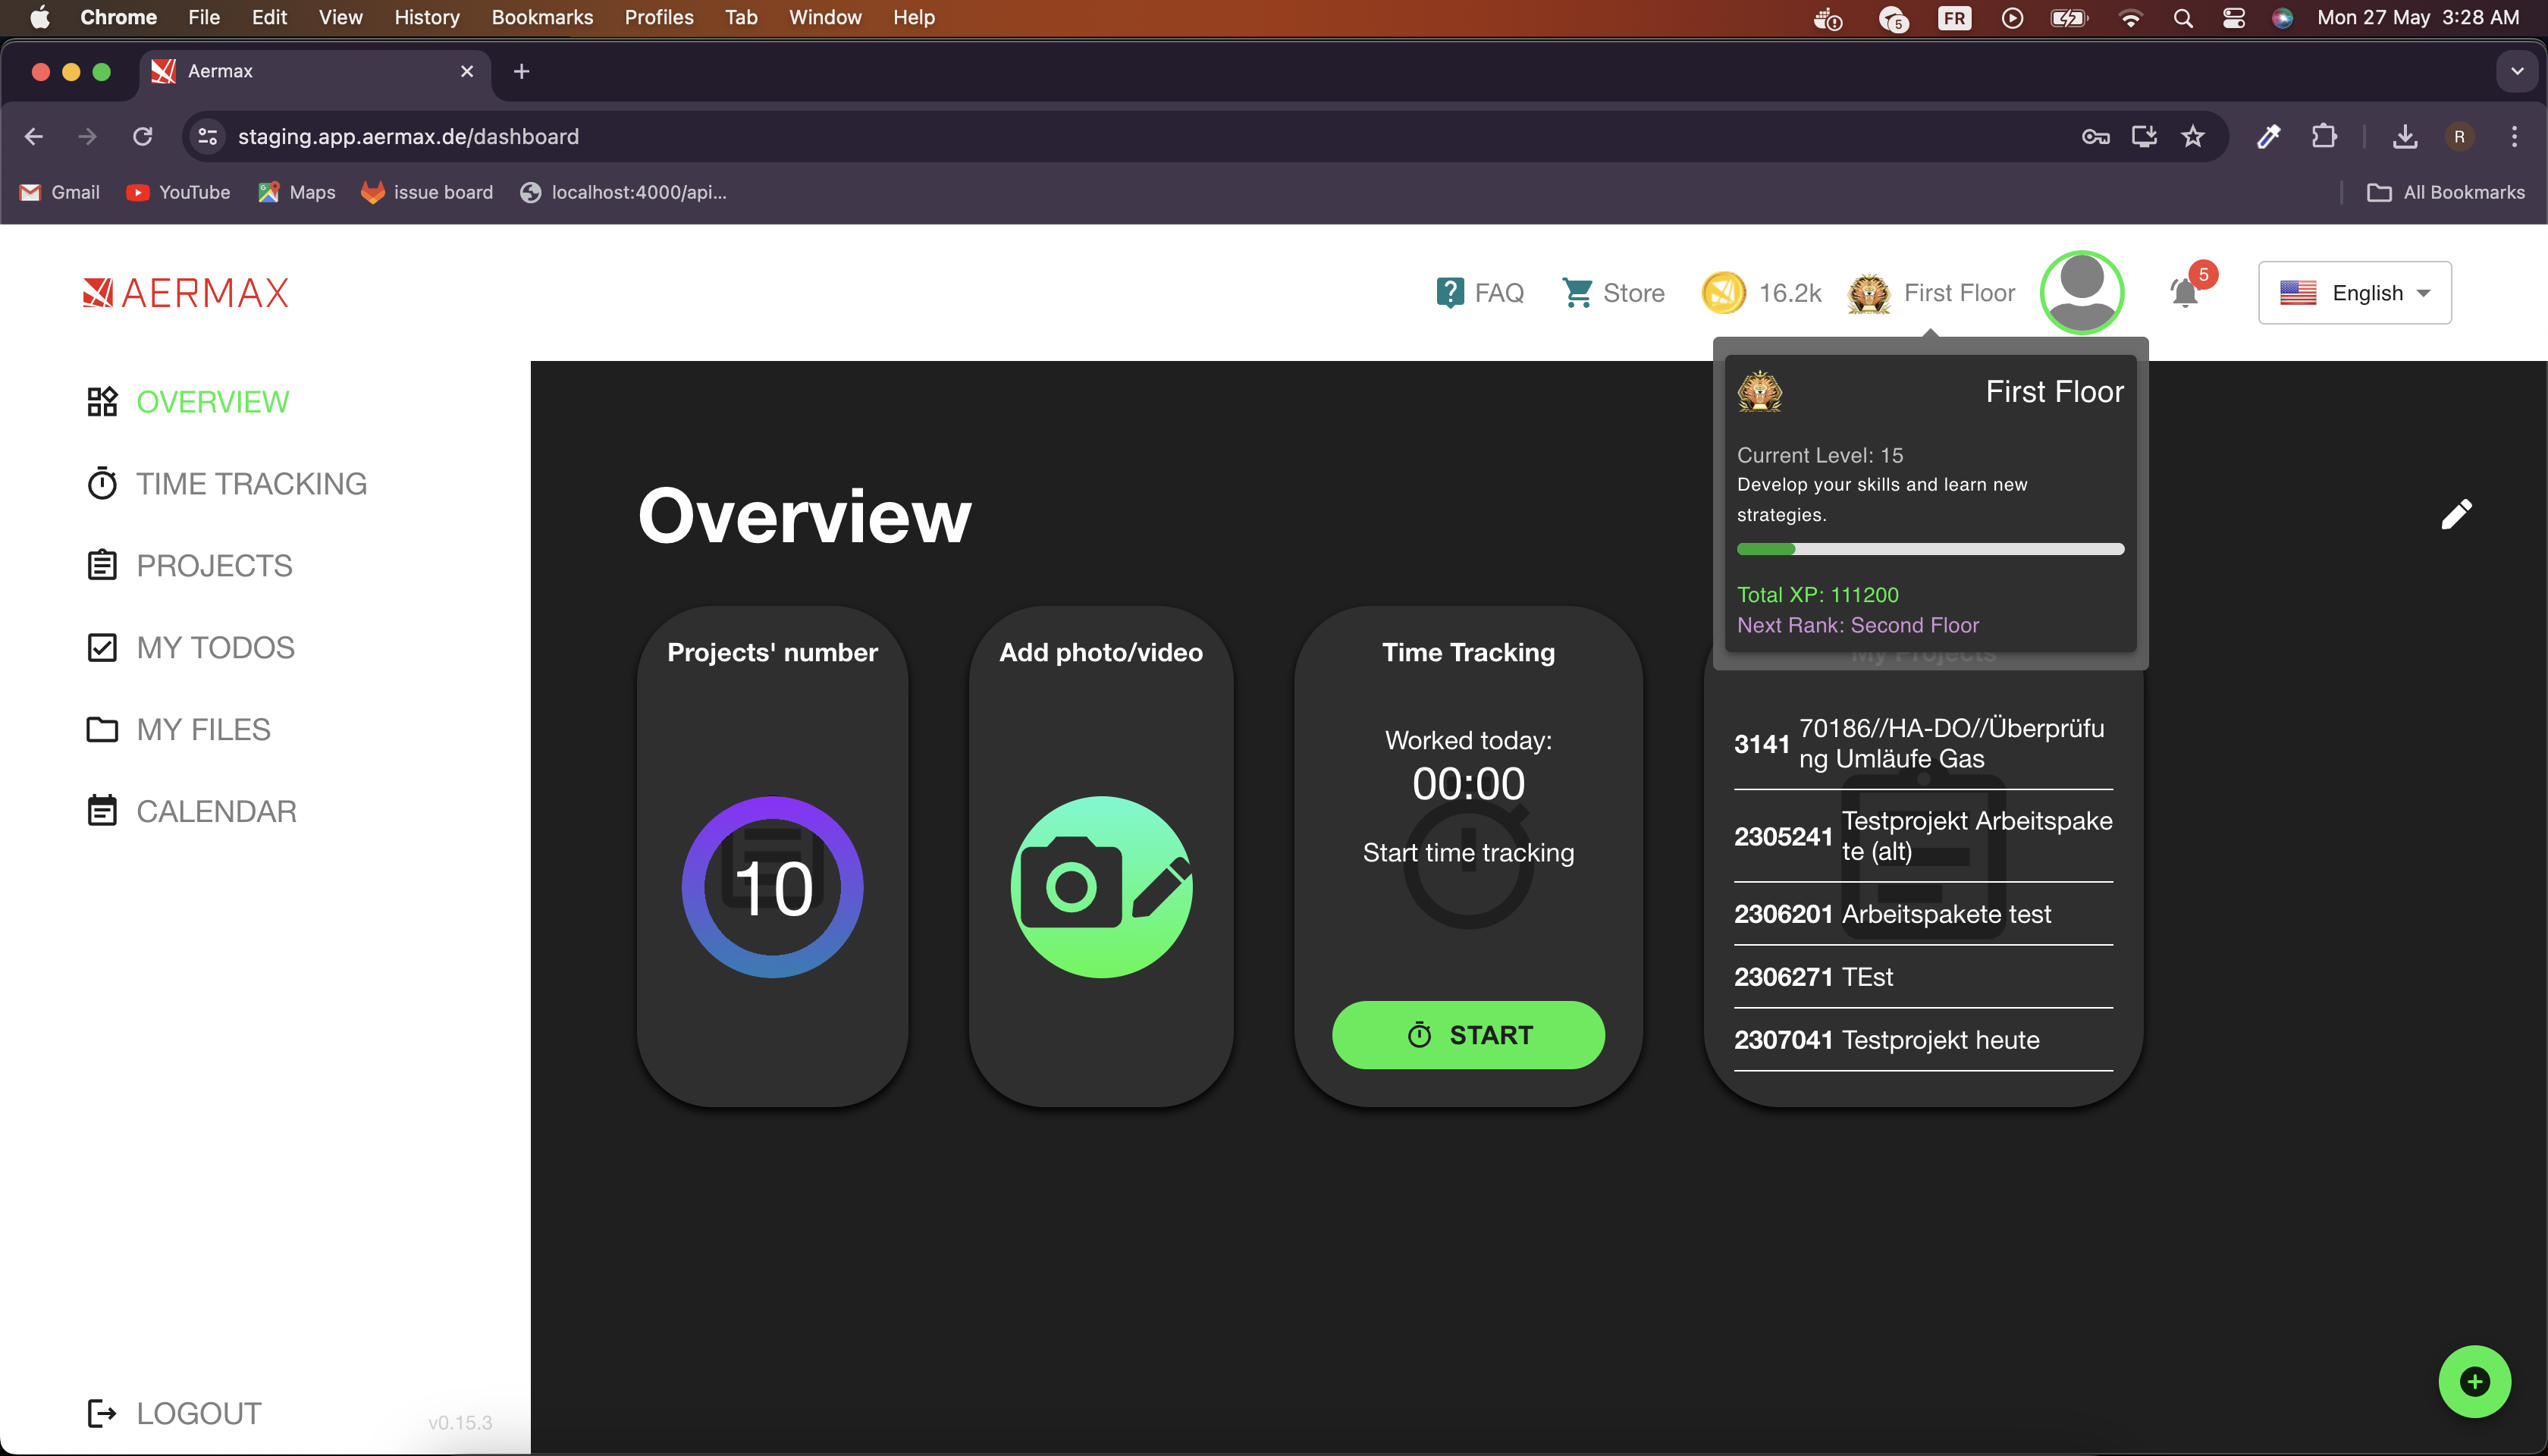 Chrome File Edit View History Bookmarks Profiles Tab Window Help
5 FR Mon 27 May 3:28 AM
Aermax
staging.app.aermax.de/dashboard
R
Gmail YouTube Maps issue board localhost:4000/api...
All Bookmarks
AERMAX
FAQ Store 16.2k First Floor 5 English
OVERVIEW
TIME TRACKING
PROJECTS
MY TODOS
MY FILES
CALENDAR
LOGOUT
v0.15.3
First Floor
Current Level: 15
Develop your skills and learn new
strategies.
Total XP: 111200
Next Rank: Second Floor
Overview
Projects' number
10
Add photo/video
Time Tracking
Worked today:
00:00
Start time tracking
START
My Projects
3141 70186//HA-DO//Überprüfu
ng Umläufe Gas
2305241 Testprojekt Arbeitspake
te (alt)
2306201 Arbeitspakete test
2306271 TEst
2307041 Testprojekt heute